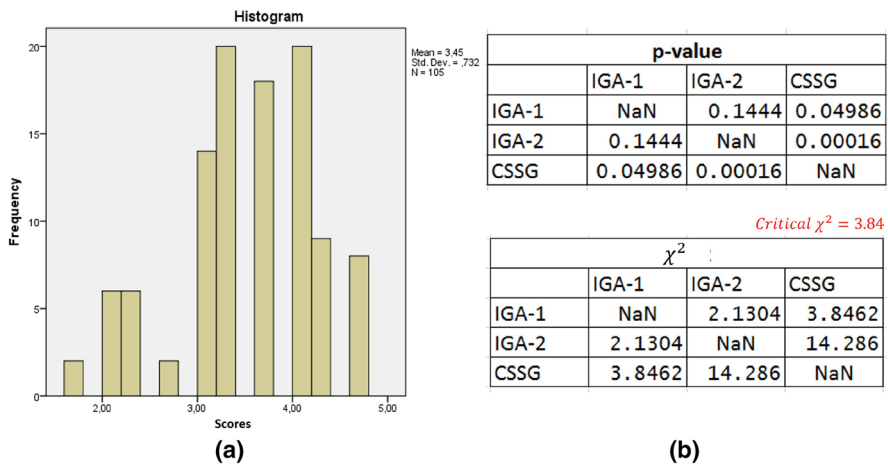 Histogram
20
15
10
5
0
Frequency
2,00 3,00 4,00 5,00
Scores
Mean = 3,45
Std. Dev. = ,732
N = 105
(a)
p-value
IGA-1 IGA-2 CSSG
IGA-1 NaN 0.1444 0.04986
IGA-2 0.1444 NaN 0.00016
CSSG 0.04986 0.00016 NaN
Critical χ² = 3.84
χ²
IGA-1 IGA-2 CSSG
IGA-1 NaN 2.1304 3.8462
IGA-2 2.1304 NaN 14.286
CSSG 3.8462 14.286 NaN
(b)